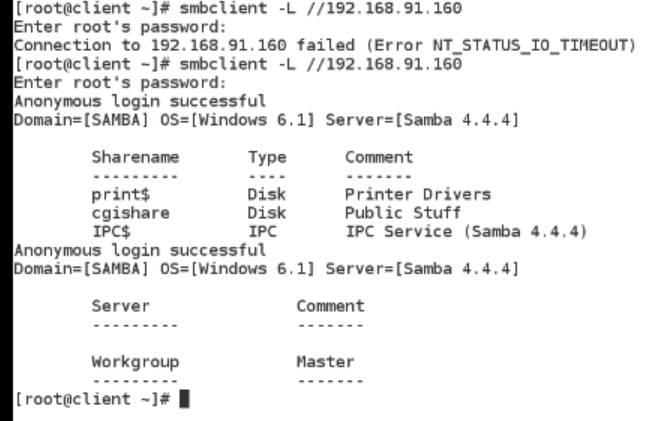 [root@client ~]# smbclient -L //192.168.91.160
Enter root's password:
Connection to 192.168.91.160 failed (Error NT_STATUS_IO_TIMEOUT)
[root@client ~]# smbclient -L //192.168.91.160
Enter root's password:
Anonymous login successful
Domain=[SAMBA] OS=[Windows 6.1] Server=[Samba 4.4.4]
Sharename Type Comment
--------- ---- -------
print$ Disk Printer Drivers
cgishare Disk Public Stuff
IPC$ IPC IPC Service (Samba 4.4.4)
Anonymous login successful
Domain=[SAMBA] OS=[Windows 6.1] Server=[Samba 4.4.4]
Server Comment
--------- -------
Workgroup Master
--------- -------
[root@client ~]#